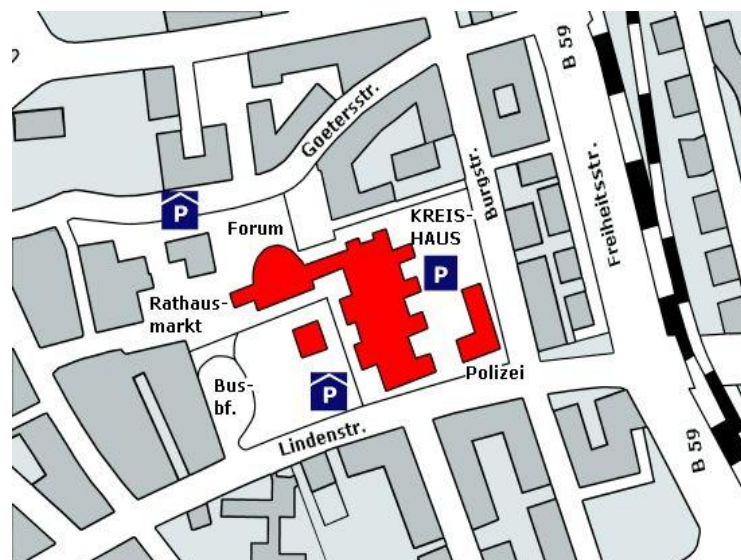 B 59
Goetersstr.
Burgstr.
P
Freiheitsstr.
KREIS-
HAUS
Forum
P
Rathaus-
markt
Polizei
Bus-
bf.
P
Lindenstr.
B 59